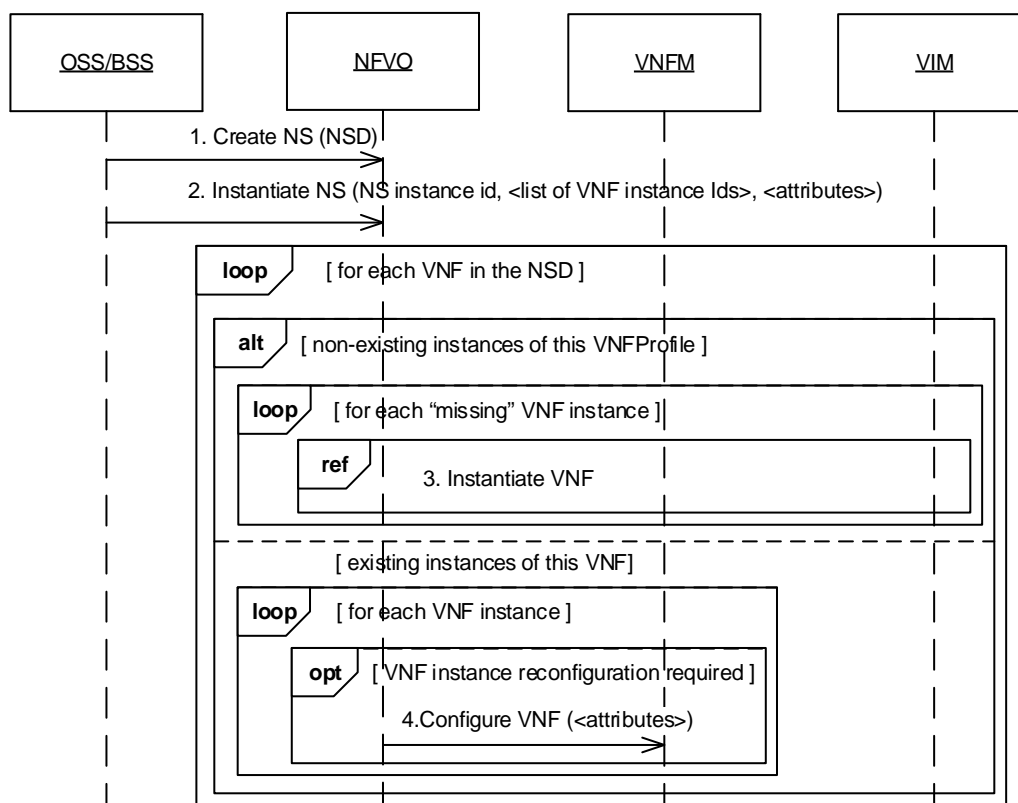 OSS/BSS
NFVO
VNFM
VIM
1. Create NS (NSD)
2. Instantiate NS (NS instance id, <list of VNF instance Ids>, <attributes>)
loop
[ for each VNF in the NSD ]
alt
[ non-existing instances of this VNFProfile ]
loop
[ for each “missing” VNF instance ]
ref
3. Instantiate VNF
[ existing instances of this VNF]
loop
[ for each VNF instance ]
opt
[ VNF instance reconfiguration required ]
4.Configure VNF (<attributes>)